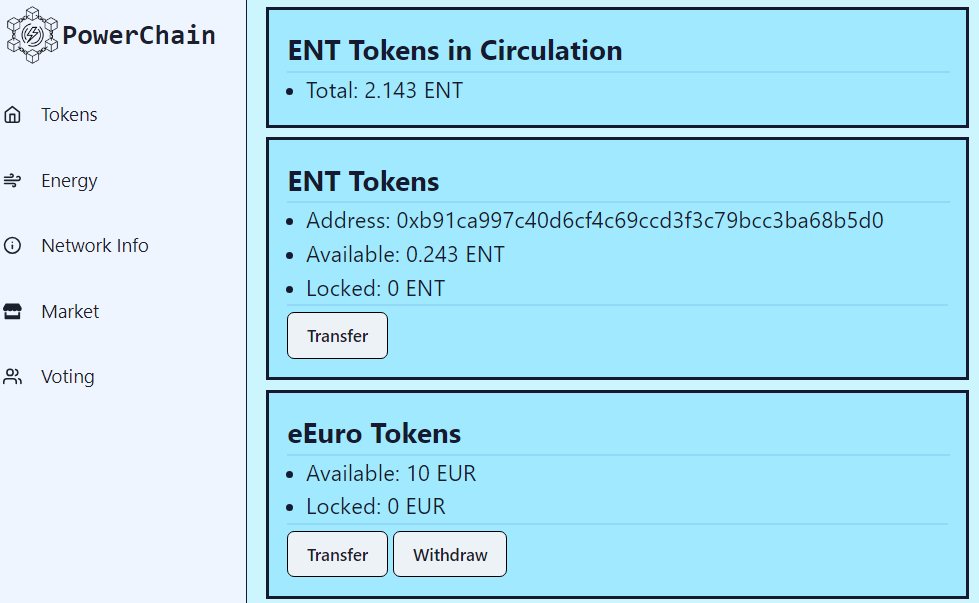 PowerChain
Tokens
Energy
Network Info
Market
Voting
ENT Tokens in Circulation
Total: 2.143 ENT
ENT Tokens
Address: 0xb91ca997c40d6cf4c69ccd3f3c79bcc3ba68b5d0
Available: 0.243 ENT
Locked: 0 ENT
Transfer
eEuro Tokens
Available: 10 EUR
Locked: 0 EUR
Transfer Withdraw